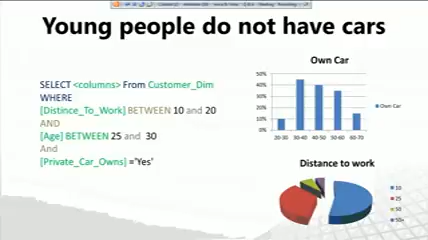 Young people do not have cars
SELECT <columns> From Customer_Dim
WHERE
[Distince_To_Work] BETWEEN 10 and 20
AND
[Age] BETWEEN 25 and 30
And
[Private_Car_Owns] ='Yes'
Own Car
50%
40%
30%
20%
10%
0%
20-30 30-40 40-50 50-60 60-70
Own Car
Distance to work
10
25
50
50+